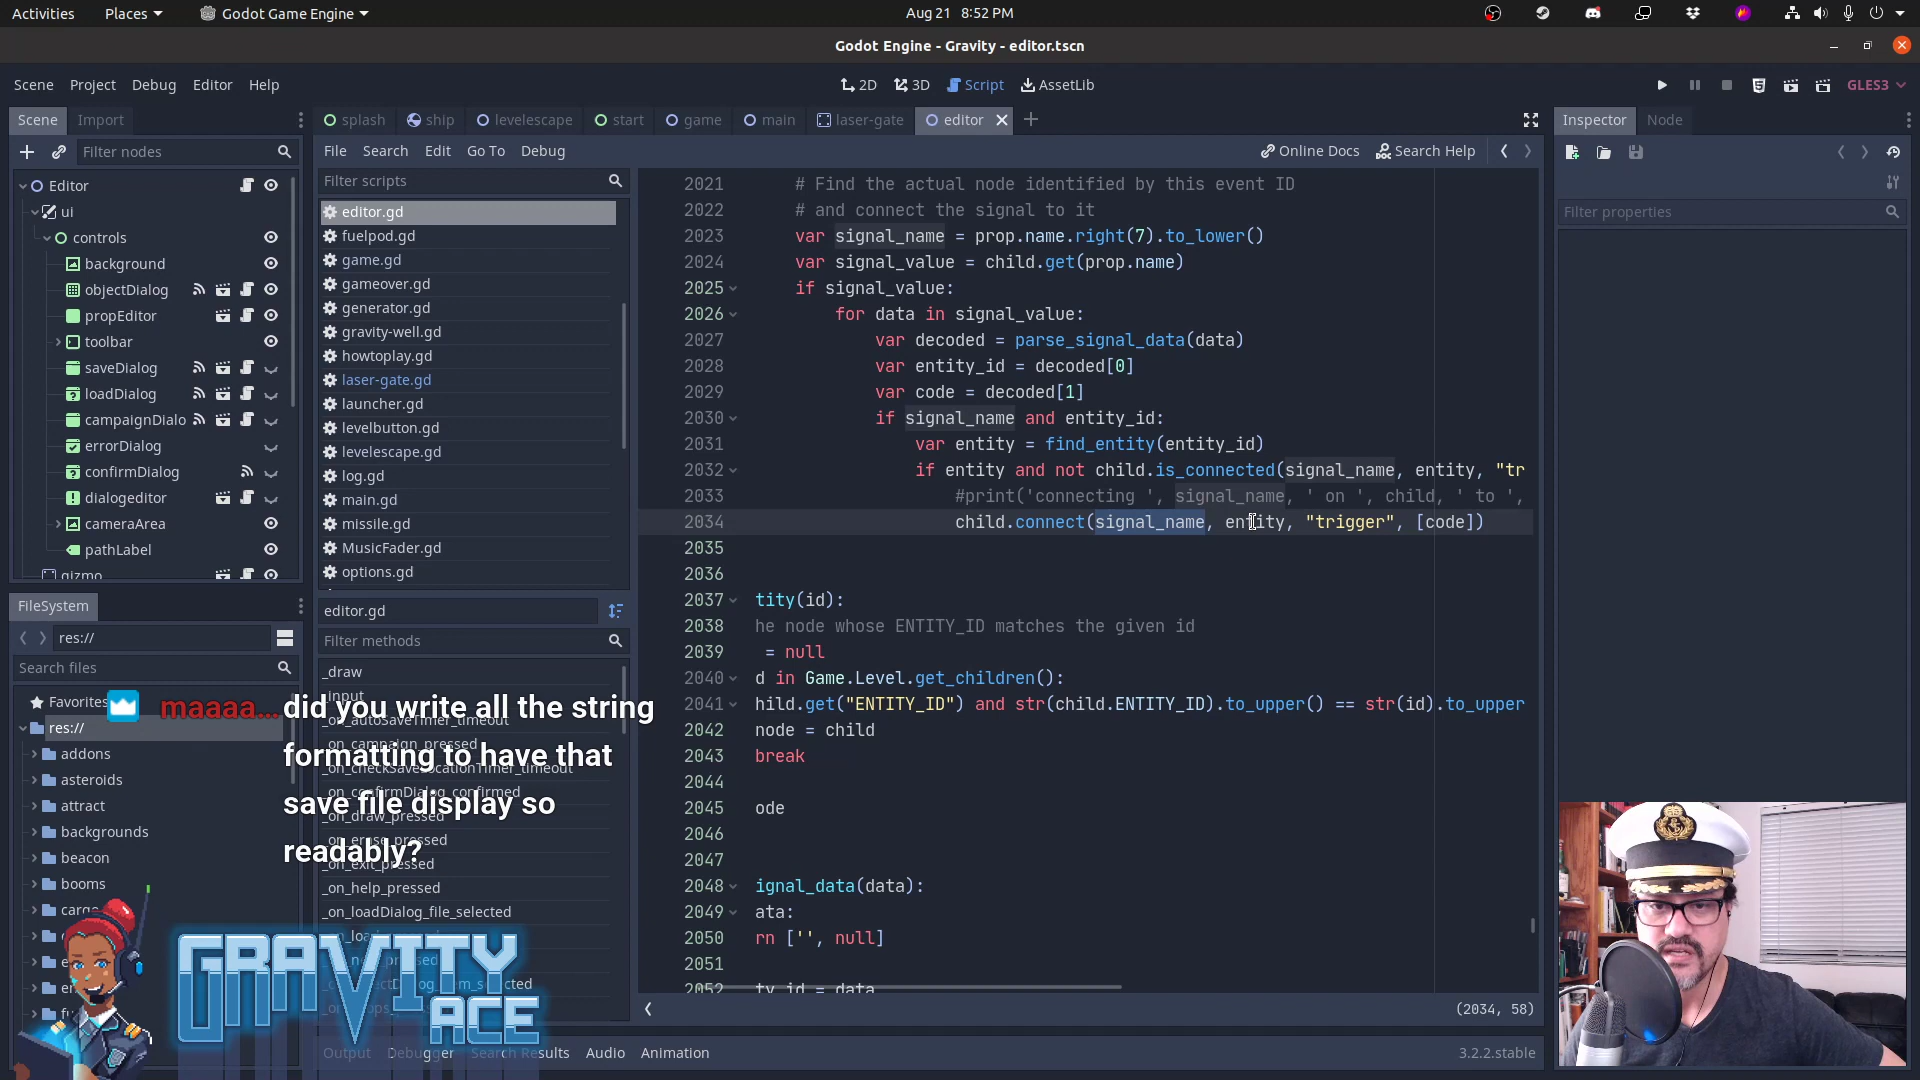 Activities Places Godot Game Engine Aug 21 8:52 PM
Godot Engine - Gravity - editor.tscn
Scene Project Debug Editor Help 2D 3D Script AssetLib GLES3
Scene Import
splash ship levelescape start game main laser-gate editor
Inspector Node
Filter nodes
File Search Edit Go To Debug Online Docs Search Help
Filter scripts
Filter properties
Editor
ui
controls
background
objectDialog
propEditor
toolbar
saveDialog
loadDialog
campaignDialo
errorDialog
confirmDialog
dialogeditor
cameraArea
pathLabel
gizmo
editor.gd
fuelpod.gd
game.gd
gameover.gd
generator.gd
gravity-well.gd
howtoplay.gd
laser-gate.gd
launcher.gd
levelbutton.gd
levelescape.gd
log.gd
main.gd
missile.gd
MusicFader.gd
options.gd
editor.gd
Filter methods
_draw
_input
_on_autoSaveTimer_timeout
_on_campaign_pressed
_on_checkSaveLocationTimer_timeout
_on_confirmDialog_confirmed
_on_draw_pressed
_on_erase_pressed
_on_exit_pressed
_on_help_pressed
_on_loadDialog_file_selected
2021 # Find the actual node identified by this event ID
2022 # and connect the signal to it
2023 var signal_name = prop.name.right(7).to_lower()
2024 var signal_value = child.get(prop.name)
2025 if signal_value:
2026 for data in signal_value:
2027 var decoded = parse_signal_data(data)
2028 var entity_id = decoded[0]
2029 var code = decoded[1]
2030 if signal_name and entity_id:
2031 var entity = find_entity(entity_id)
2032 if entity and not child.is_connected(signal_name, entity, "tr
2033 #print('connecting ', signal_name, ' on ', child, ' to ',
2034 child.connect(signal_name, entity, "trigger", [code])
2035
2036
2037 tity(id):
2038 he node whose ENTITY_ID matches the given id
2039 = null
2040 d in Game.Level.get_children():
2041 hild.get("ENTITY_ID") and str(child.ENTITY_ID).to_upper() == str(id).to_upper
2042 node = child
2043 break
2044
2045 ode
2046
2047
2048 ignal_data(data):
2049 ata:
2050 rn ['', null]
2051
2052 ty_id = data
(2034, 58)
FileSystem
res://
Search files
Favorites
res://
addons
asteroids
attract
backgrounds
beacon
booms
maaaa... did you write all the string
formatting to have that
save file display so
readably?
GRAVITY
ACE
Output Debugger Search Results Audio Animation 3.2.2.stable